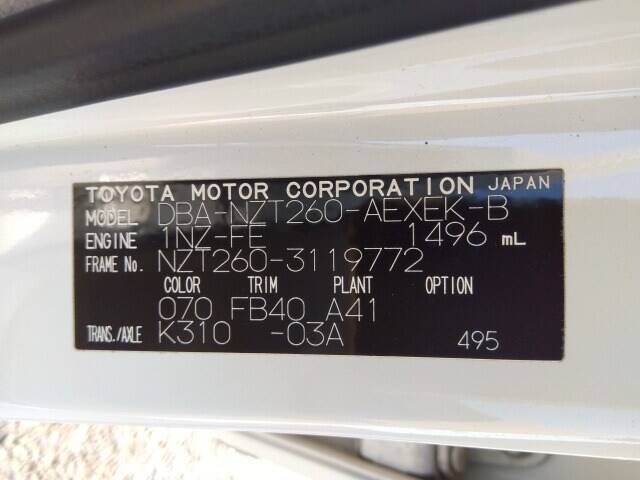 TOYOTA MOTOR CORPORATION JAPAN
MODEL DBA-NZT260-AEXEK-B
ENGINE 1NZ-FE 1496 mL
FRAME No. NZT260-3119772
COLOR TRIM PLANT OPTION
070 FB40 A41
TRANS./AXLE K310 -03A 495